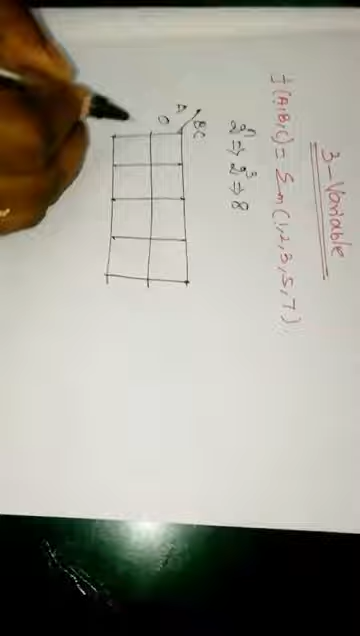 3-Variable
f(A,B,C) = Σm(1,2,3,5,7)
2ⁿ ⇒ 2³ ⇒ 8
BC
A
0